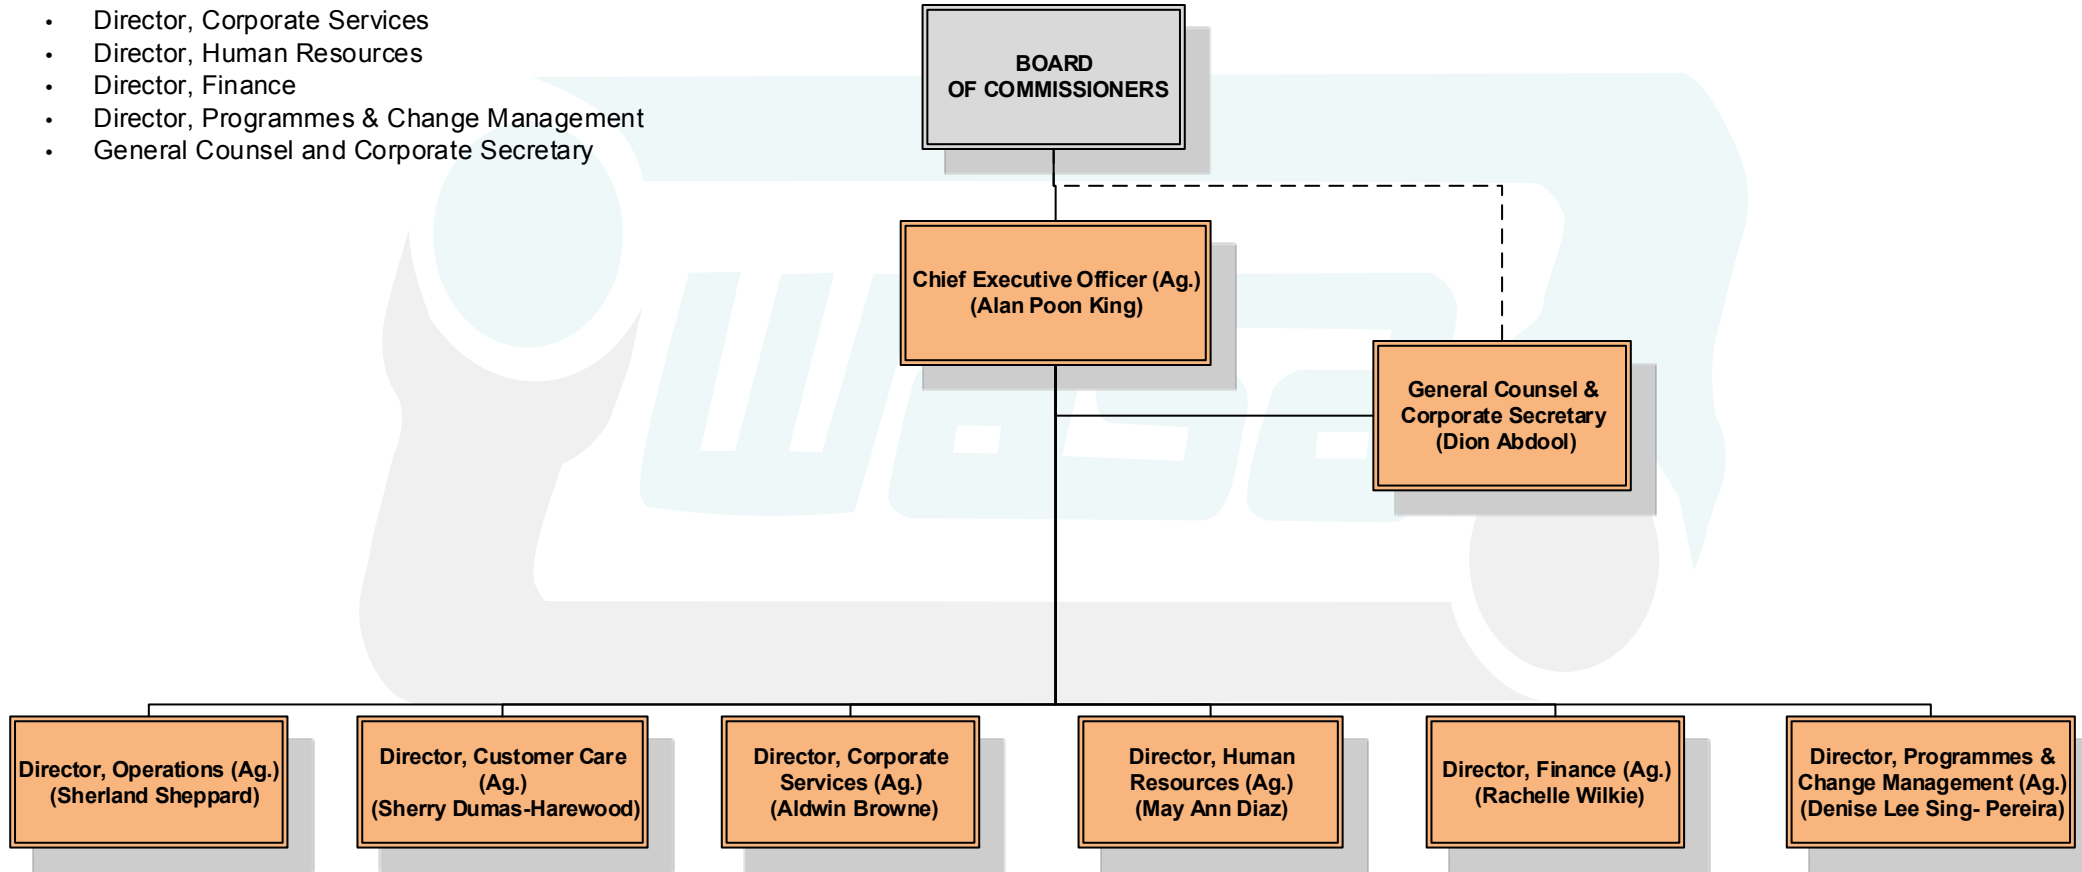 • Director, Corporate Services
• Director, Human Resources
• Director, Finance
• Director, Programmes & Change Management
• General Counsel and Corporate Secretary
BOARD
OF COMMISSIONERS
Chief Executive Officer (Ag.)
(Alan Poon King)
General Counsel &
Corporate Secretary
(Dion Abdool)
Director, Operations (Ag.)
(Sherland Sheppard)
Director, Customer Care
(Ag.)
(Sherry Dumas-Harewood)
Director, Corporate
Services (Ag.)
(Aldwin Browne)
Director, Human
Resources (Ag.)
(May Ann Diaz)
Director, Finance (Ag.)
(Rachelle Wilkie)
Director, Programmes &
Change Management (Ag.)
(Denise Lee Sing- Pereira)
wasa